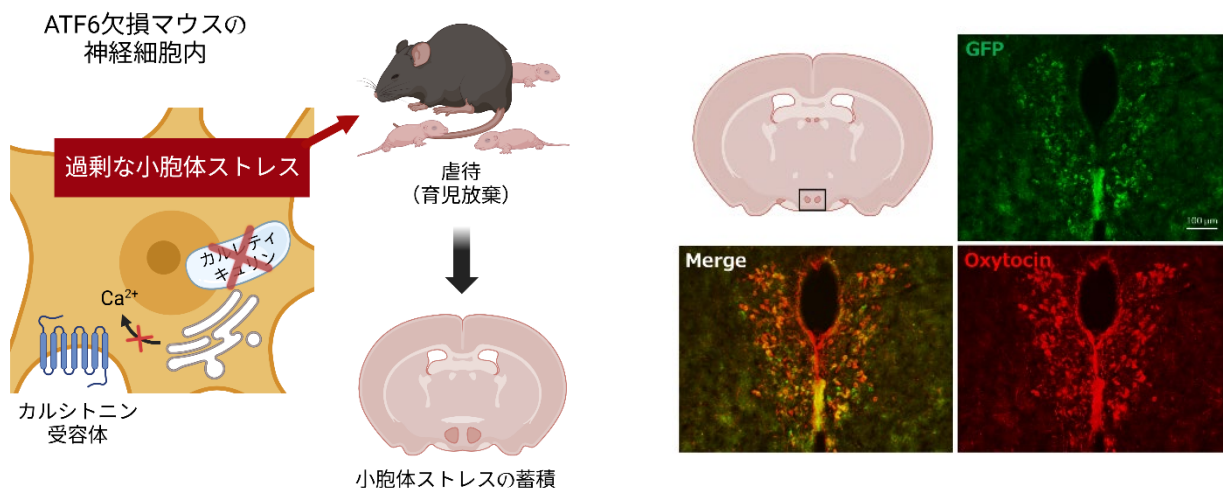 ATF6欠損マウスの
神経細胞内
過剰な小胞体ストレス
カルレティ
キュリン
Ca²⁺
カルシトニン
受容体
虐待
（育児放棄）
小胞体ストレスの蓄積
GFP
100 μm
Merge
Oxytocin